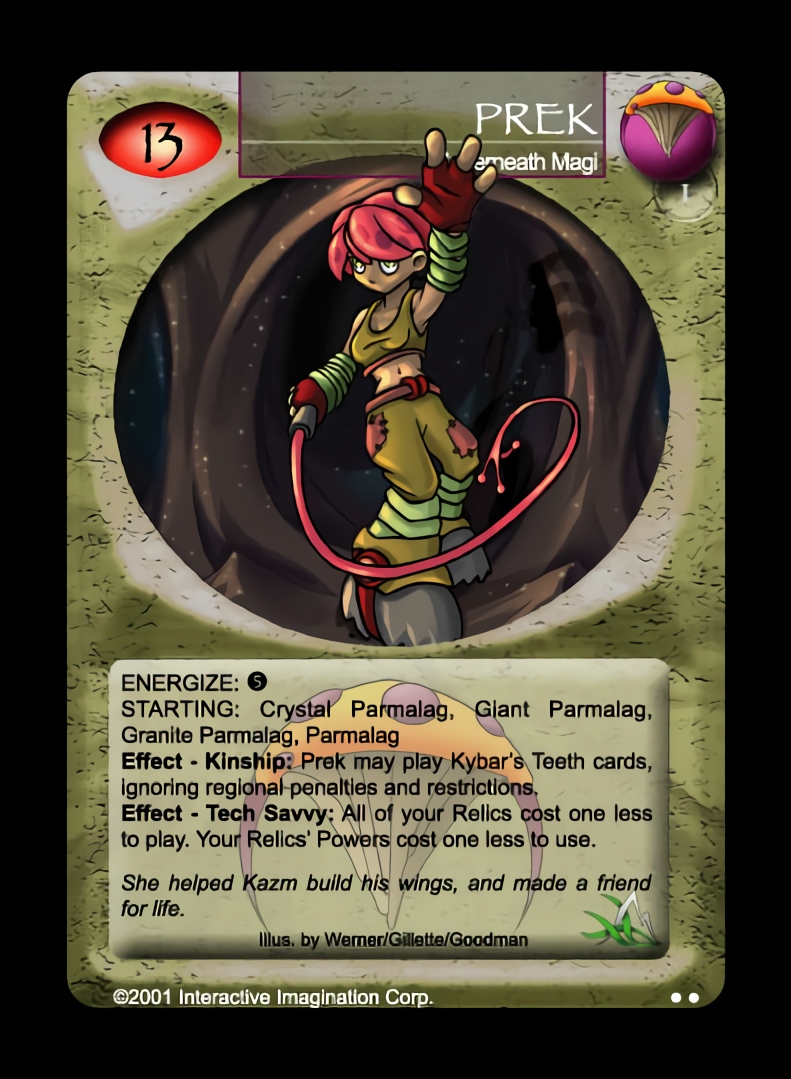 13
PREK
Magi
1
ENERGIZE: 5
STARTING: Crystal Parmalag, Giant Parmalag,
Granite Parmalag, Parmalag
Effect - Kinship: Prek may play Kybar's Teeth cards,
ignoring regional penalties and restrictions.
Effect - Tech Savvy: All of your Relics cost one less
to play. Your Relics' Powers cost one less to use.
She helped Kazm build his wings, and made a friend
for life.
Illus. by Werner/Gillette/Goodman
©2001 Interactive Imagination Corp.